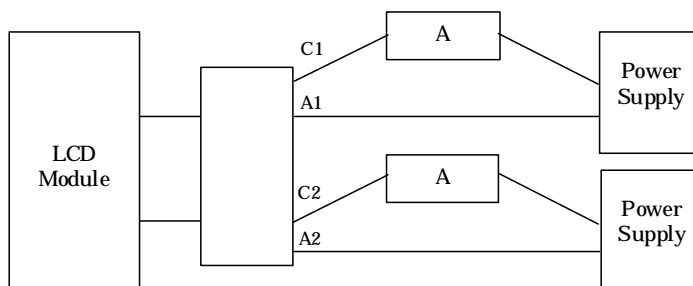 C1
A
A1
Power
Supply
LCD
Module
C2
A
A2
Power
Supply